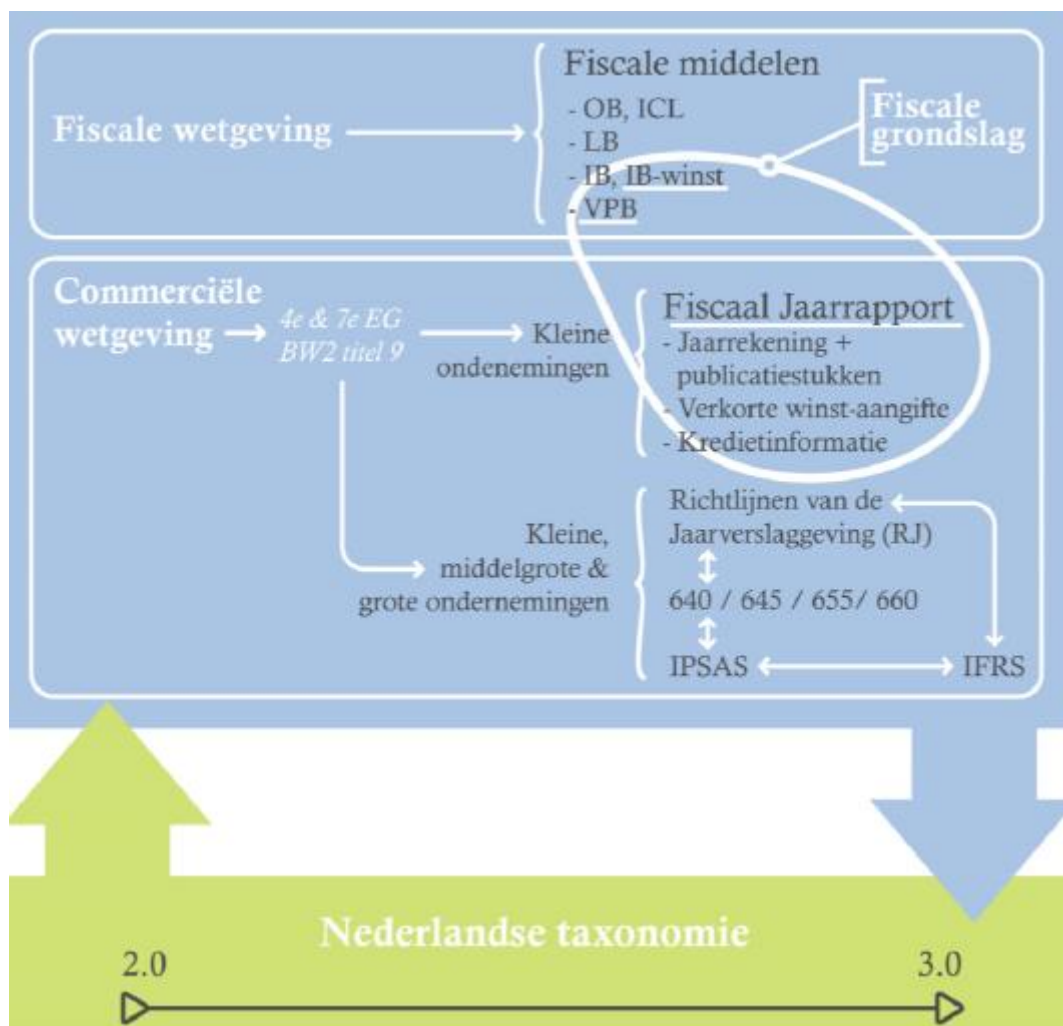 Fiscale middelen
Fiscale wetgeving
- OB, ICL
- LB
- IB, IB-winst
- VPB
Fiscale
grondslag
Commerciële
wetgeving
4e & 7e EG
BW2 titel 9
Kleine
ondenemingen
Fiscaal Jaarrapport
- Jaarrekening +
publicatiestukken
- Verkorte winst-aangifte
- Kredietinformatie
Kleine,
middelgrote &
grote ondernemingen
Richtlijnen van de
Jaarverslaggeving (RJ)
640 / 645 / 655/ 660
IPSAS
IFRS
Nederlandse taxonomie
2.0
3.0